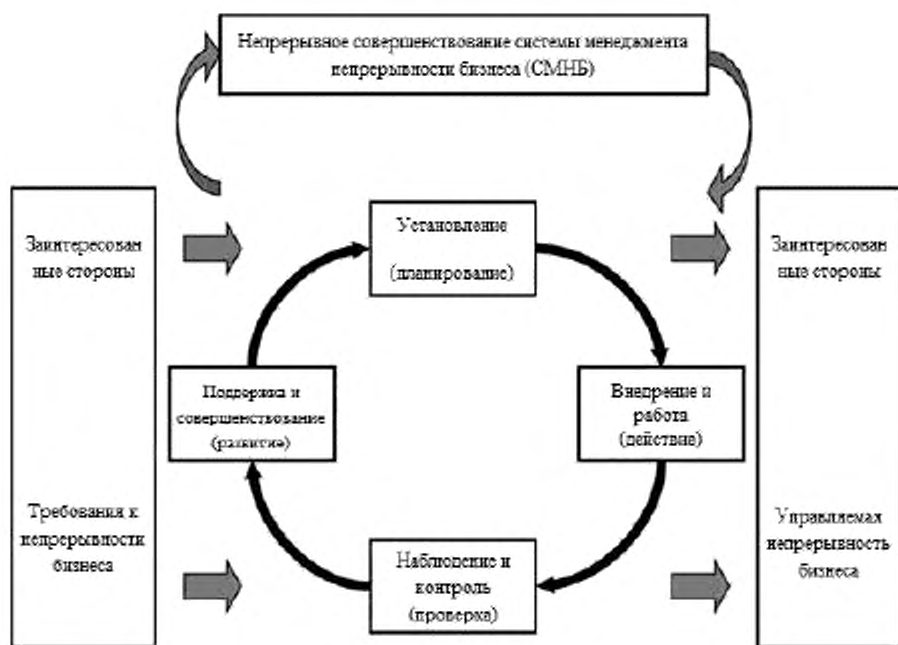 Непрерывное совершенствование системы менеджмента
непрерывности бизнеса (СМНБ)
Заинтересован
ные стороны
Требования к
непрерывности
бизнеса
Установление
(планирование)
Поддержка и
совершенствование
(развитие)
Внедрение и
работа
(действие)
Наблюдение и
контроль
(проверка)
Заинтересован
ные стороны
Управляемая
непрерывность
бизнеса